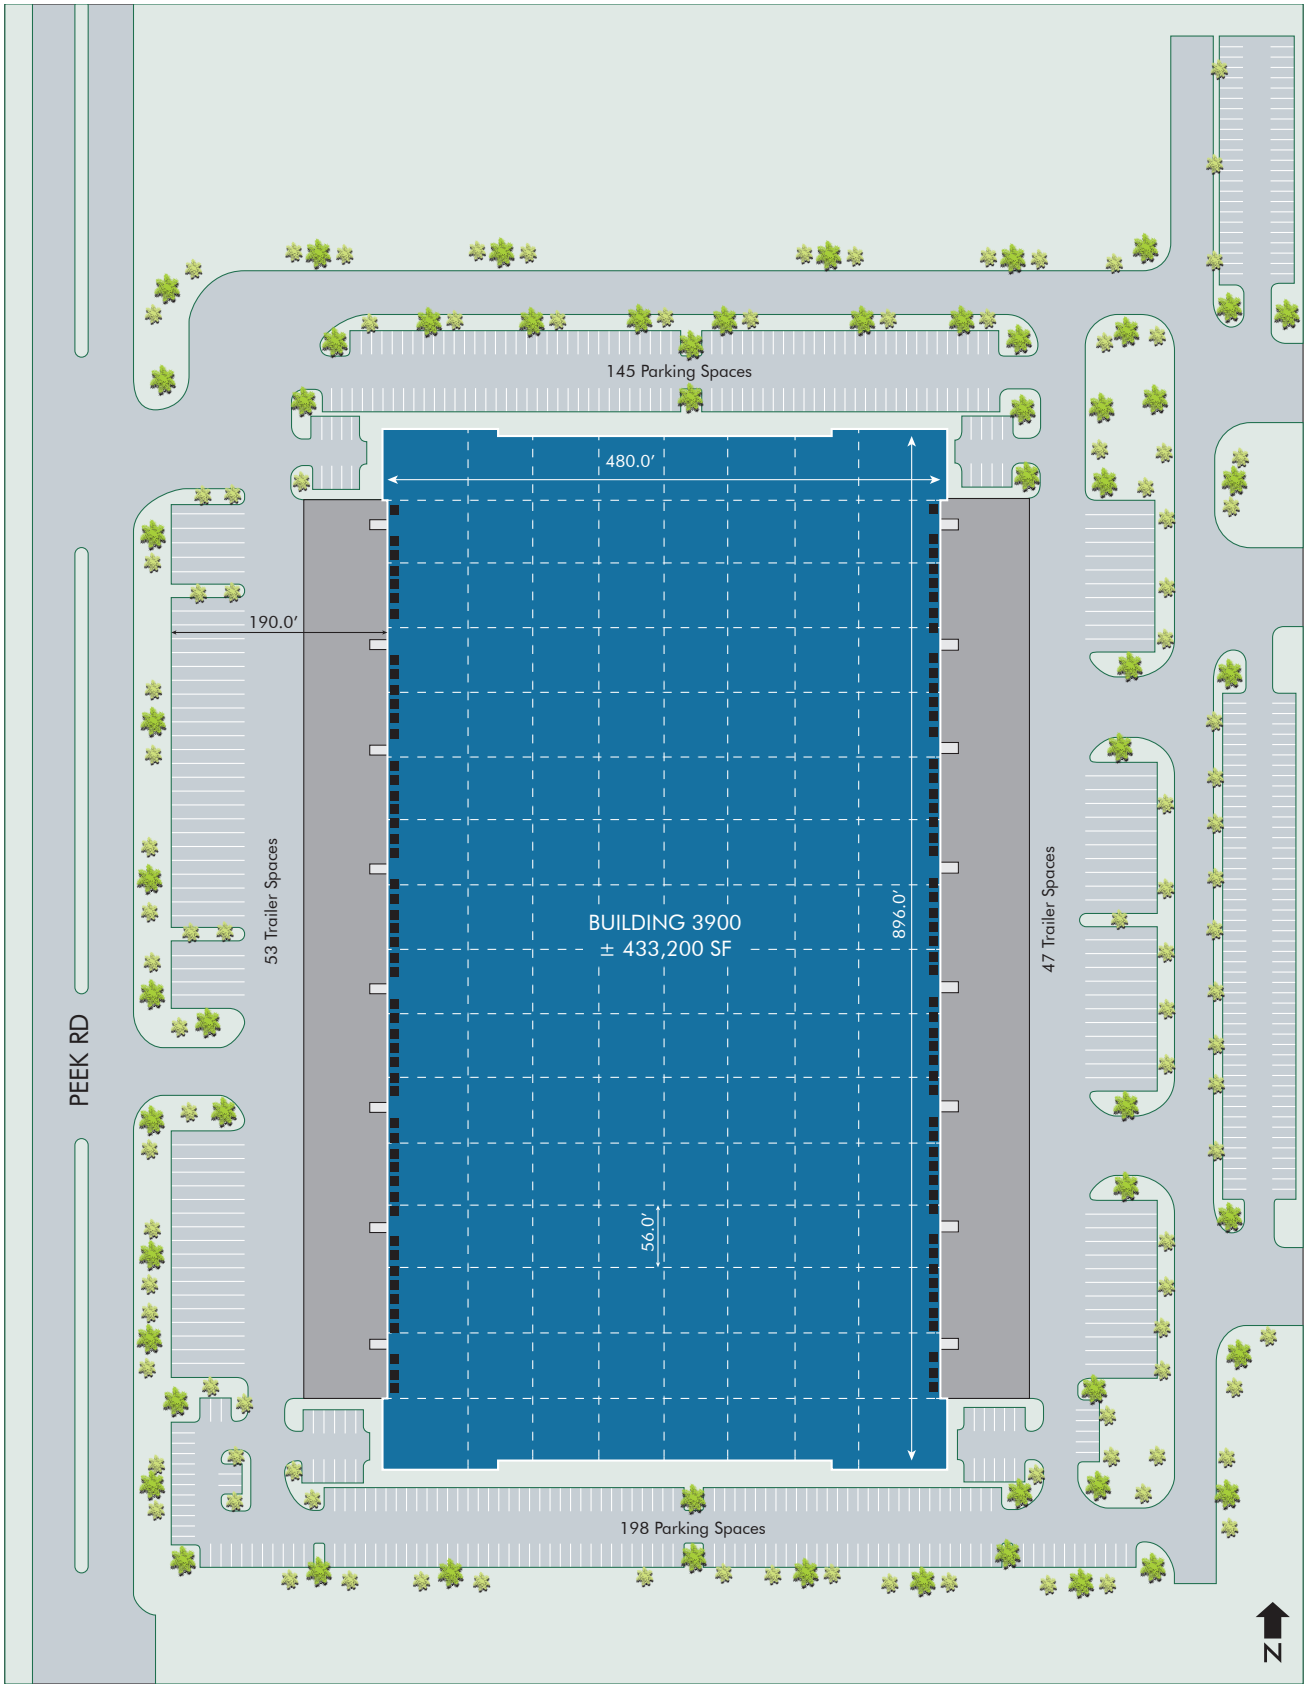 145 Parking Spaces
480.0’
190.0’
53 Trailer Spaces
BUILDING 3900
± 433,200 SF
896.0’
47 Trailer Spaces
PEEK RD
56.0’
198 Parking Spaces
N